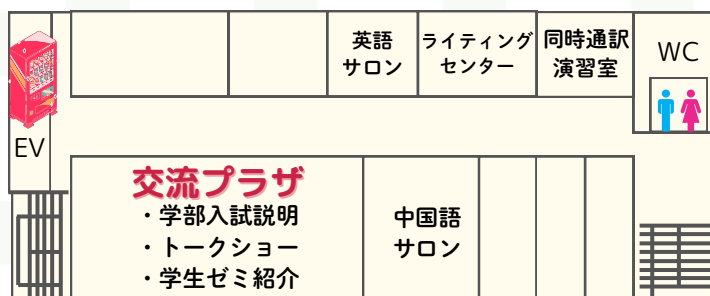 英語
サロン
ライティング
センター
同時通訳
演習室
WC
EV
交流プラザ
・学部入試説明
・トークショー
・学生ゼミ紹介
中国語
サロン